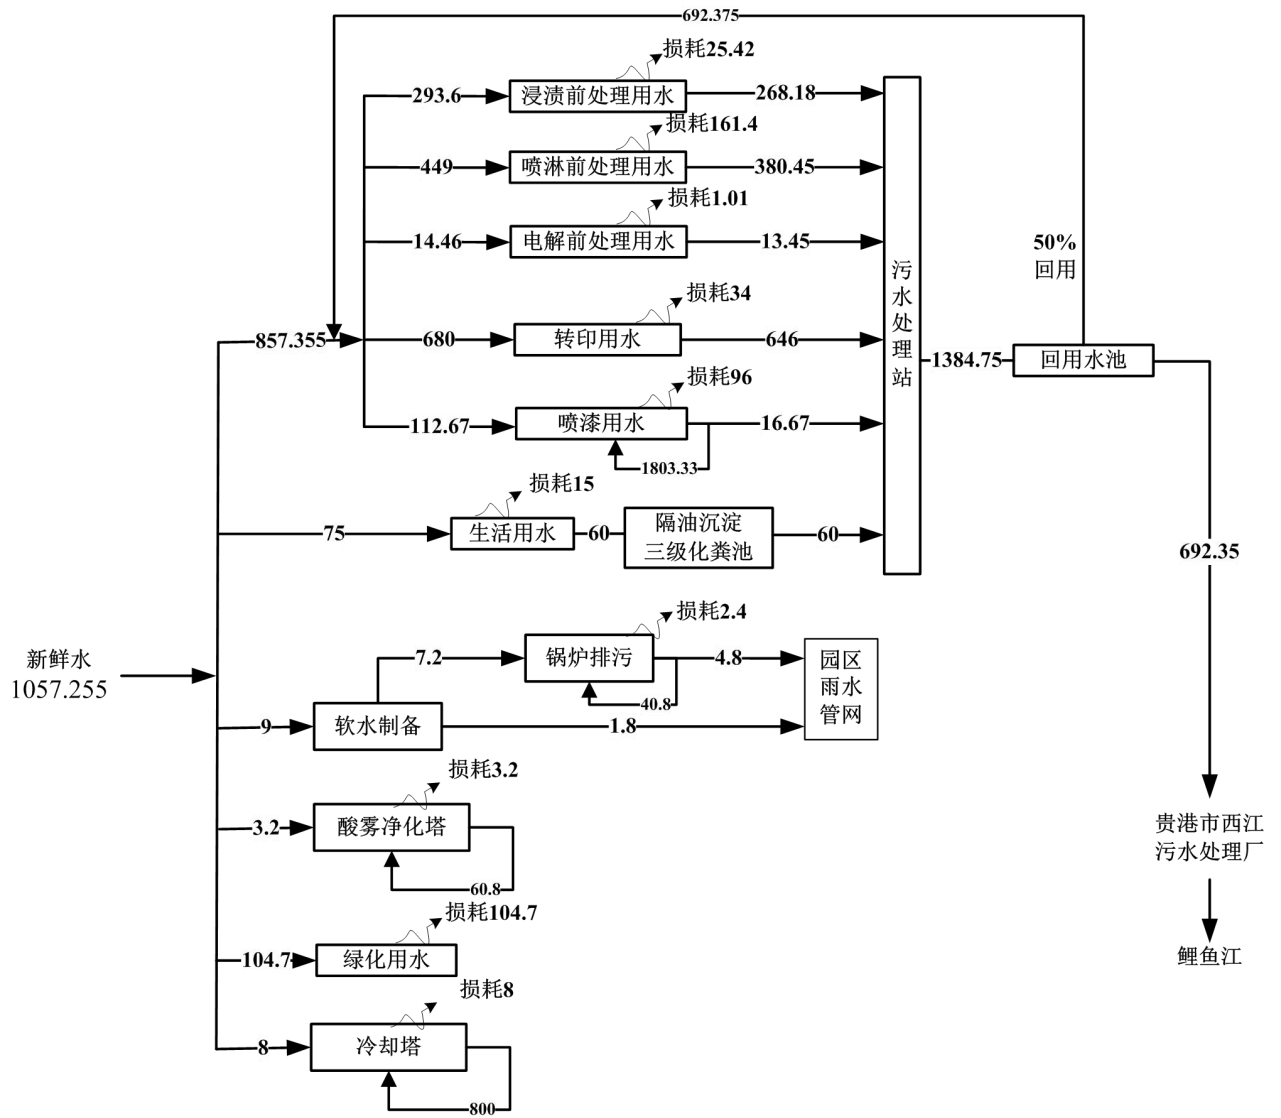 692.375
损耗25.42
293.6
浸渍前处理用水
268.18
损耗161.4
449
喷淋前处理用水
380.45
损耗1.01
14.46
电解前处理用水
13.45
50%
回用
污
水
处
理
站
损耗34
857.355
680
转印用水
646
1384.75
回用水池
损耗96
112.67
喷漆用水
16.67
1803.33
损耗15
75
生活用水
60
隔油沉淀
三级化粪池
60
692.35
损耗2.4
新鲜水
1057.255
7.2
锅炉排污
4.8
40.8
园区
雨水
管网
9
软水制备
1.8
损耗3.2
3.2
酸雾净化塔
60.8
贵港市西江
污水处理厂
损耗104.7
104.7
绿化用水
鲤鱼江
损耗8
8
冷却塔
800